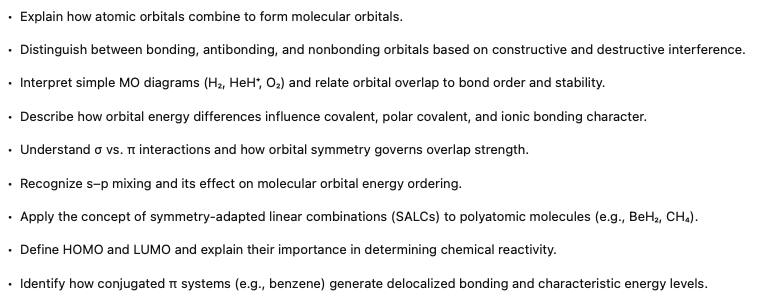 • Explain how atomic orbitals combine to form molecular orbitals.
• Distinguish between bonding, antibonding, and nonbonding orbitals based on constructive and destructive interference.
• Interpret simple MO diagrams (H₂, HeH⁺, O₂) and relate orbital overlap to bond order and stability.
• Describe how orbital energy differences influence covalent, polar covalent, and ionic bonding character.
• Understand σ vs. π interactions and how orbital symmetry governs overlap strength.
• Recognize s–p mixing and its effect on molecular orbital energy ordering.
• Apply the concept of symmetry-adapted linear combinations (SALCs) to polyatomic molecules (e.g., BeH₂, CH₄).
• Define HOMO and LUMO and explain their importance in determining chemical reactivity.
• Identify how conjugated π systems (e.g., benzene) generate delocalized bonding and characteristic energy levels.